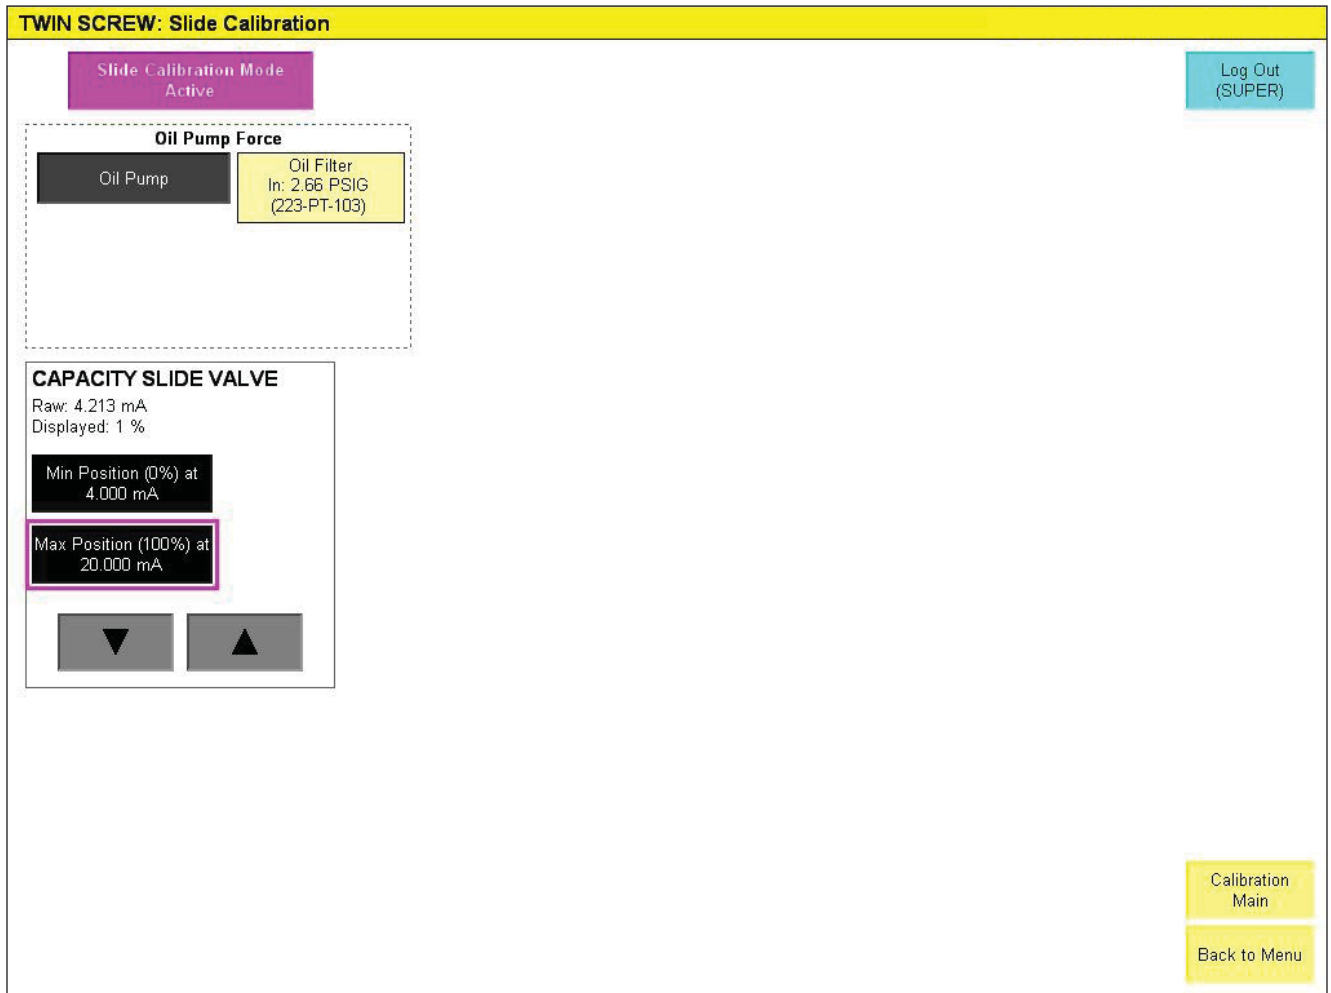 TWIN SCREW: Slide Calibration
Slide Calibration Mode
Active
Log Out
(SUPER)
Oil Pump Force
Oil Pump
Oil Filter
In: 2.66 PSIG
(223-PT-103)
CAPACITY SLIDE VALVE
Raw: 4.213 mA
Displayed: 1 %
Min Position (0%) at
4.000 mA
Max Position (100%) at
20.000 mA
▼ ▲
Calibration
Main
Back to Menu